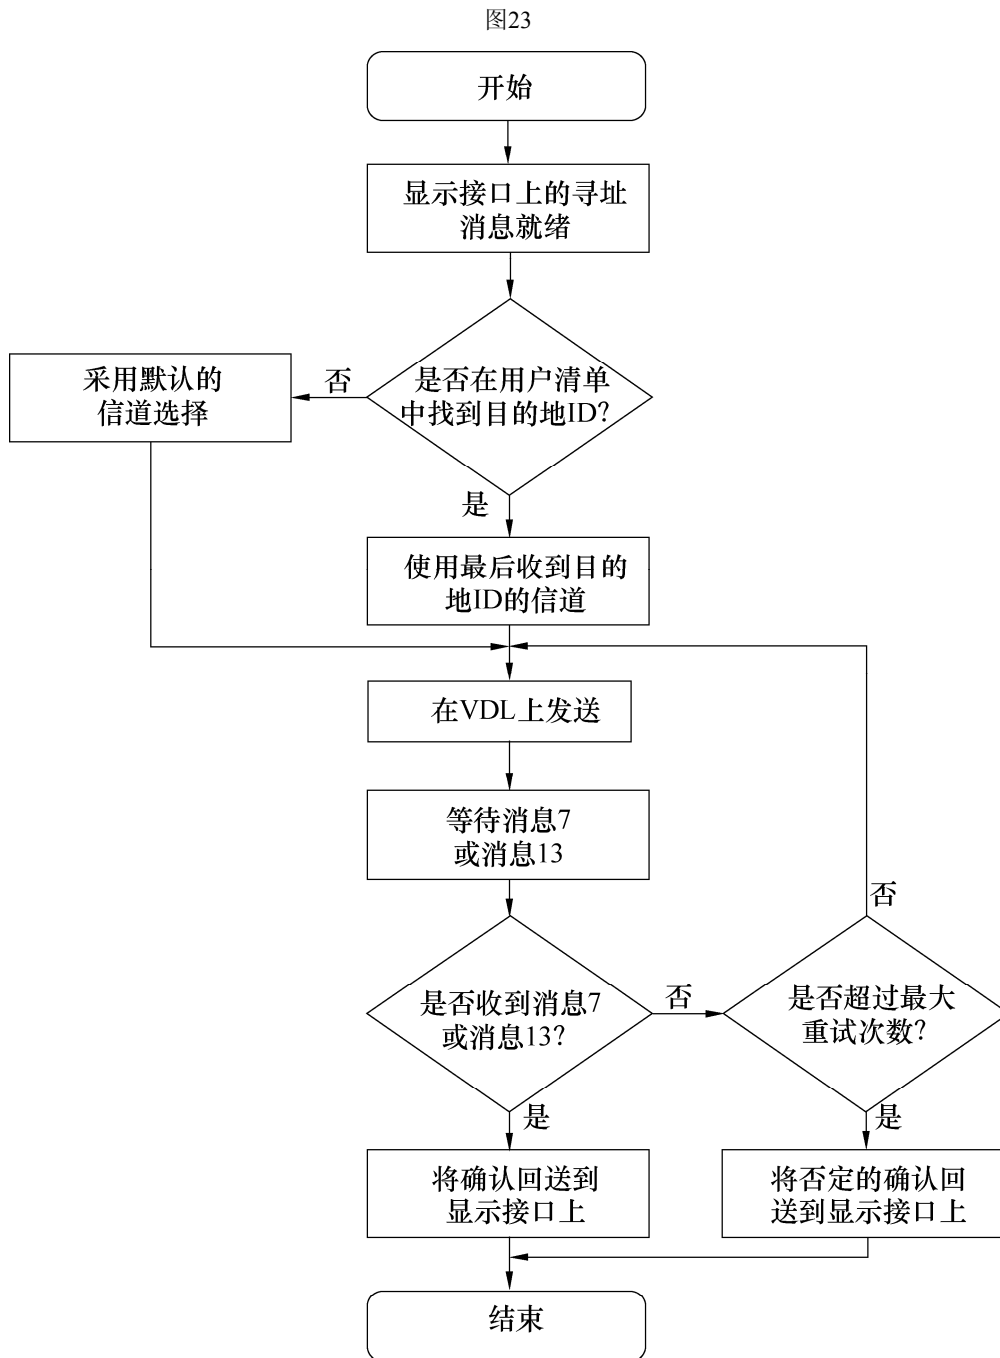 图23
开始
显示接口上的寻址
消息就绪
是否在用户清单
中找到目的地ID?
否
采用默认的
信道选择
是
使用最后收到目的
地ID的信道
在VDL上发送
等待消息7
或消息13
是否收到消息7
或消息13?
否
是否超过最大
重试次数?
否
是
是
将确认回送到
显示接口上
将否定的确认回
送到显示接口上
结束